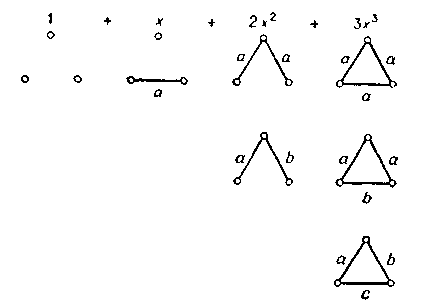 1 + x + 2x² + 3x³
a a a a a
a
a b a a
b
a b
c